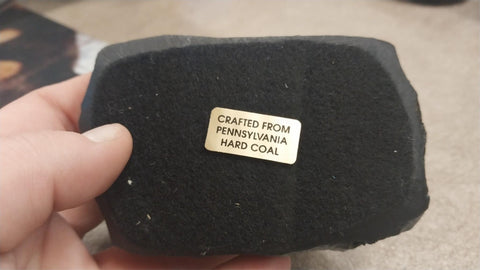 CRAFTED FROM
PENNSYLVANIA
HARD COAL